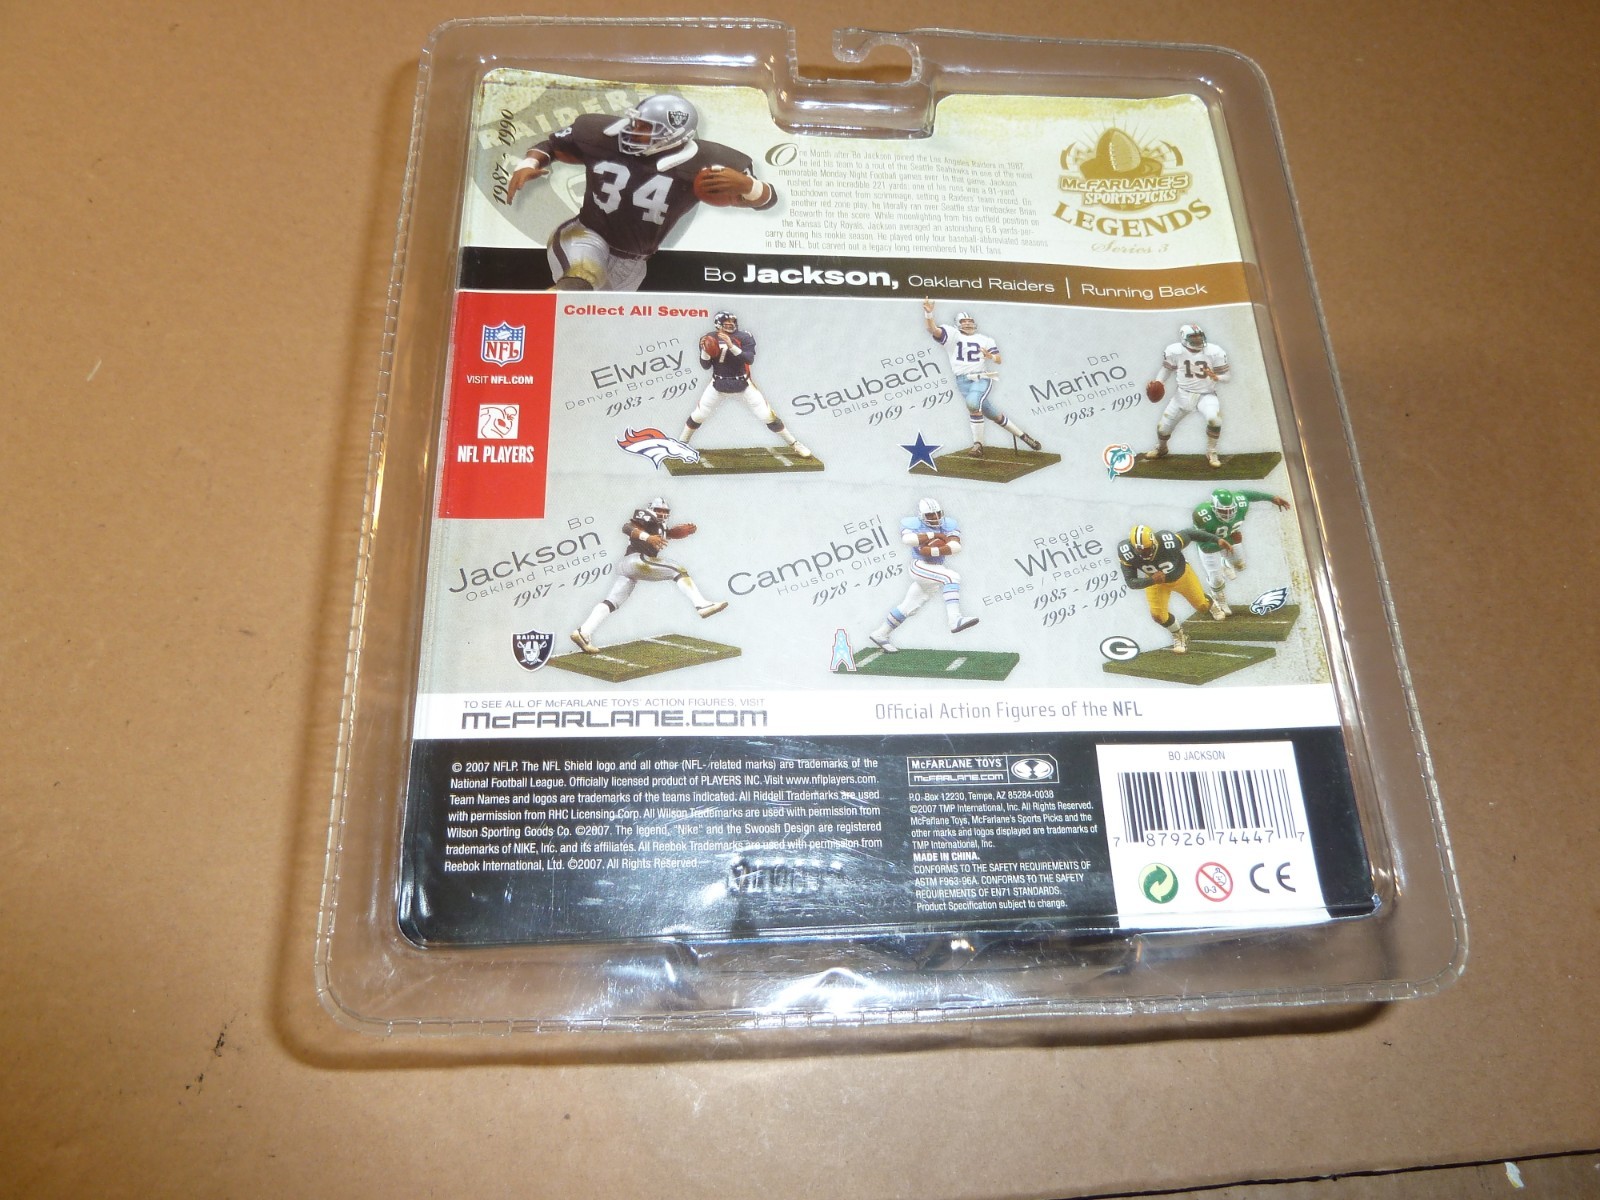 RAIDERS
1987 - 1990
34
One Month after Bo Jackson joined the Los Angeles Raiders in 1987,
he led his team to a rout of the Seattle Seahawks in one of the most
memorable Monday Night Football games ever. In that game, Jackson
rushed for an incredible 221 yards: one of his runs was a 91-yard
touchdown comet from scrimmage, setting a Raiders' team record. On
another red zone play, he literally ran over Seattle star linebacker Brian
Bosworth for the score. While moonlighting from his outfield position on
the Kansas City Royals, Jackson averaged an astonishing 6.8 yards-per-
carry during his rookie season. He played only four baseball-abbreviated seasons
in the NFL, but carved out a legacy long remembered by NFL fans.
McFARLANE'S
SPORTSPICKS
LEGENDS
Series 3
Bo Jackson, Oakland Raiders | Running Back
NFL
VISIT NFL.COM
NFL PLAYERS
Collect All Seven
John
Elway
Denver Broncos
1983 - 1998
7
Roger
Staubach
Dallas Cowboys
1969 - 1979
12
Dan
Marino
Miami Dolphins
1983 - 1999
13
Bo
Jackson
Oakland Raiders
1987 - 1990
34
RAIDERS
Earl
Campbell
Houston Oilers
1978 - 1985
Reggie
White
Eagles / Packers
1985 - 1992
1993 - 1998
92
92
G
TO SEE ALL OF McFARLANE TOYS' ACTION FIGURES, VISIT
McFARLANE.COM
Official Action Figures of the NFL
© 2007 NFLP. The NFL Shield logo and all other (NFL- related marks) are trademarks of the
National Football League. Officially licensed product of PLAYERS INC. Visit www.nflplayers.com.
Team Names and logos are trademarks of the teams indicated. All Riddell Trademarks are used
with permission from RHC Licensing Corp. All Wilson Trademarks are used with permission from
Wilson Sporting Goods Co. ©2007. The legend, "Nike" and the Swoosh Design are registered
trademarks of NIKE, Inc. and its affiliates. All Reebok Trademarks are used with permission from
Reebok International, Ltd. ©2007. All Rights Reserved.
McFARLANE TOYS
McFARLANE.COM
P.O. Box 12230, Tempe, AZ 85284-0038
©2007 TMP International, Inc. All Rights Reserved.
McFarlane Toys, McFarlane's Sports Picks and the
other marks and logos displayed are trademarks of
TMP International, Inc.
MADE IN CHINA.
CONFORMS TO THE SAFETY REQUIREMENTS OF
ASTM F963-96A. CONFORMS TO THE SAFETY
REQUIREMENTS OF EN71 STANDARDS.
Product Specification subject to change.
BO JACKSON
7 87926 74447 7
0-3
CE